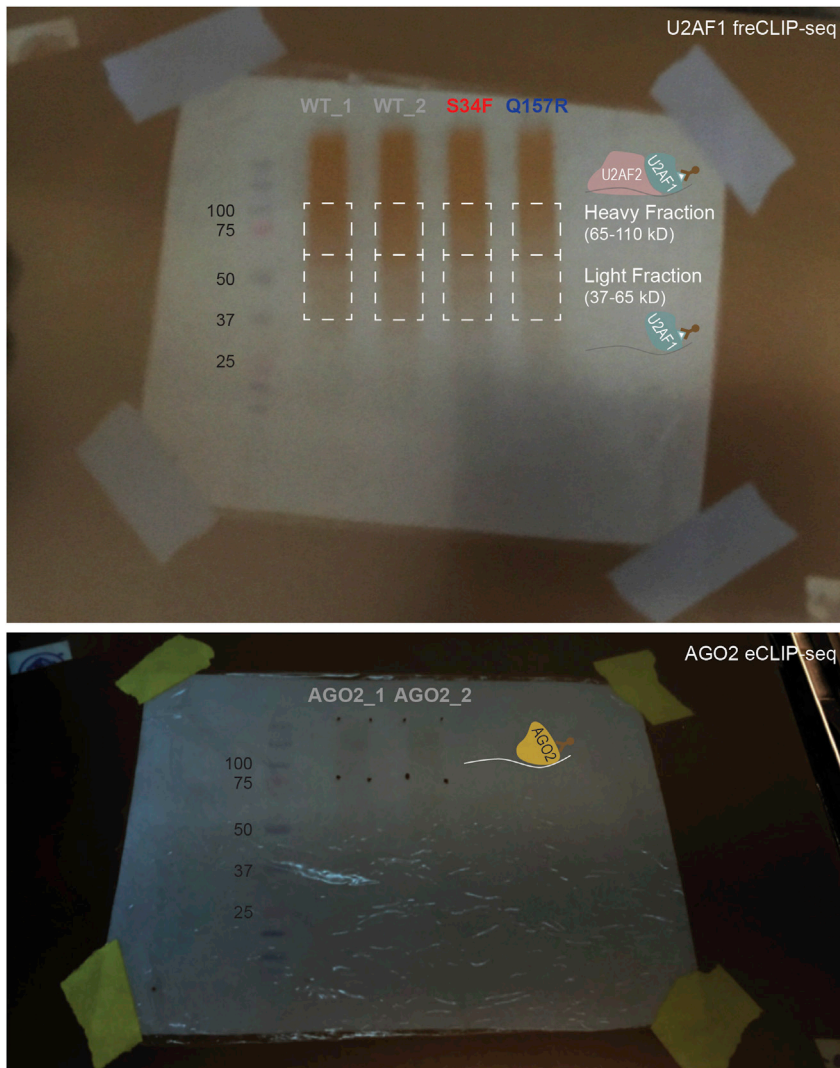 U2AF1 freCLIP-seq
WT_1 WT_2 S34F Q157R
U2AF2 U2AF1
100
Heavy Fraction
75
(65-110 kD)
50
Light Fraction
(37-65 kD)
37
U2AF1
25
AGO2 eCLIP-seq
AGO2_1 AGO2_2
AGO2
100
75
50
37
25